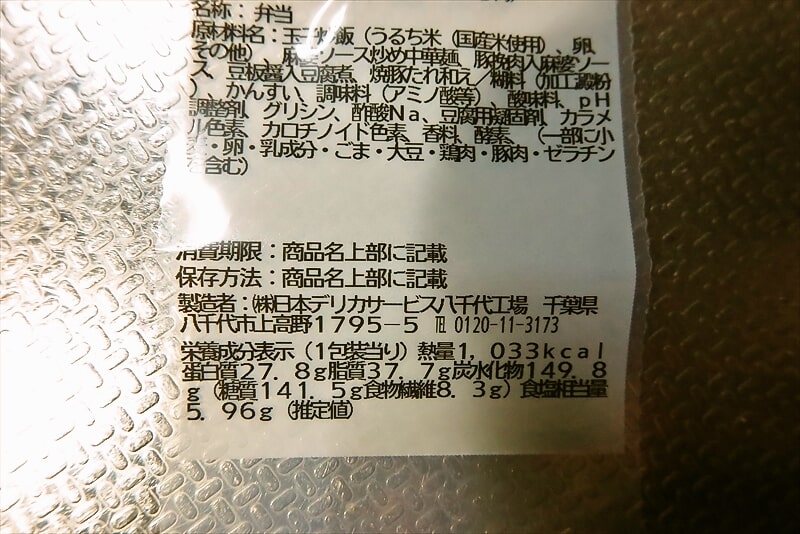 名称：弁当
原材料名：玉子炒飯（うるち米（国産米使用）、卵、
その他）、麻婆ソース炒め中華麺、豚挽肉入麻婆ソー
ス、豆板醤入豆腐煮、焼豚たれ和え／糊料（加工澱粉
）、かんすい、調味料（アミノ酸等）、酸味料、ｐＨ
調整剤、グリシン、酢酸Ｎａ、豆腐用凝固剤、カラメ
ル色素、カロチノイド色素、香料、酵素、（一部に小
麦・卵・乳成分・ごま・大豆・鶏肉・豚肉・ゼラチン
を含む）
消費期限：商品名上部に記載
保存方法：商品名上部に記載
製造者：㈱日本デリカサービス八千代工場　千葉県
八千代市上高野１７９５－５ ℡ 0120-11-3173
栄養成分表示（１包装当り）熱量１，０３３ｋｃａｌ
蛋白質２７．８ｇ脂質３７．７ｇ炭水化物１４９．８
ｇ（糖質１４１．５ｇ食物繊維８．３ｇ）食塩相当量
５．９６ｇ（推定値）